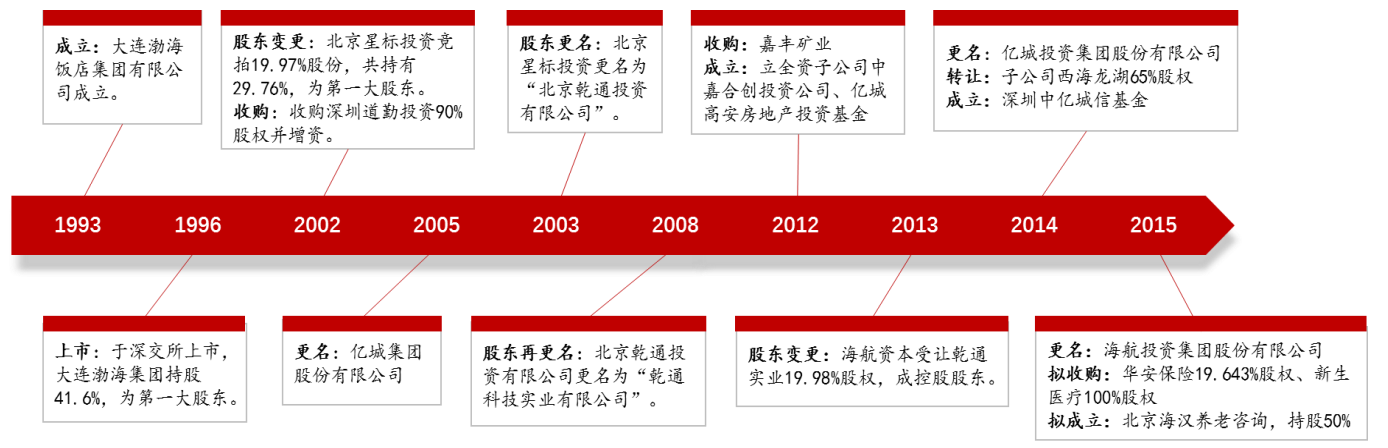 成立：大连渤海
饭店集团有限公
司成立。
股东变更：北京星标投资竞
拍19.97%股份，共持有
29.76%，为第一大股东。
收购：收购深圳道勤投资90%
股权并增资。
股东更名：北京
星标投资更名为
“北京乾通投资
有限公司”。
收购：嘉丰矿业
成立：立全资子公司中
嘉合创投资公司、亿城
高安房地产投资基金
更名：亿城投资集团股份有限公司
转让：子公司西海龙湖65%股权
成立：深圳中亿城信基金
1993
1996
2002
2005
2003
2008
2012
2013
2014
2015
上市：于深交所上市，
大连渤海集团持股
41.6%，为第一大股东。
更名：亿城集团
股份有限公司
股东再更名：北京乾通投
资有限公司更名为“乾通
科技实业有限公司”。
股东变更：海航资本受让乾通
实业19.98%股权，成控股股东。
更名：海航投资集团股份有限公司
拟收购：华安保险19.643%股权、新生
医疗100%股权
拟成立：北京海汉养老咨询，持股50%